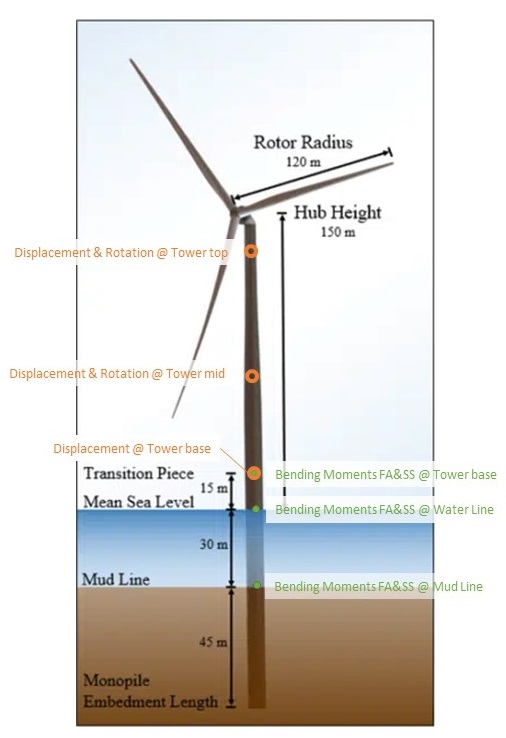 Rotor Radius
120 m
Hub Height
150 m
Displacement & Rotation @ Tower top
Displacement & Rotation @ Tower mid
Displacement @ Tower base
Transition Piece
Bending Moments FA&SS @ Tower base
15 m
Mean Sea Level
Bending Moments FA&SS @ Water Line
30 m
Mud Line
Bending Moments FA&SS @ Mud Line
45 m
Monopile
Embedment Length